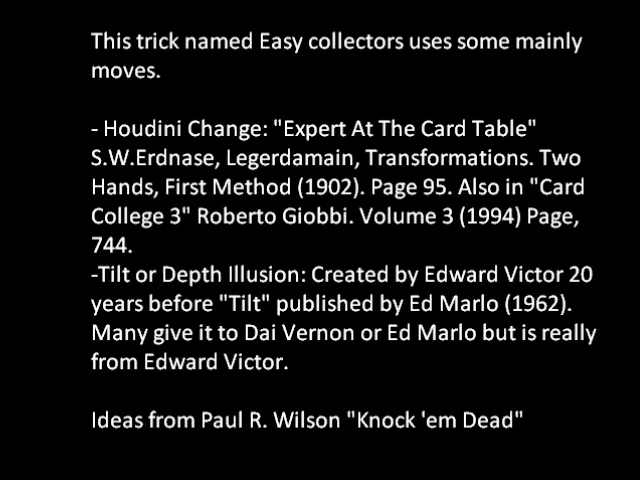 This trick named Easy collectors uses some mainly
moves.
- Houdini Change: "Expert At The Card Table"
S.W.Erdnase, Legerdamain, Transformations. Two
Hands, First Method (1902). Page 95. Also in "Card
College 3" Roberto Giobbi. Volume 3 (1994) Page,
744.
-Tilt or Depth Illusion: Created by Edward Victor 20
years before "Tilt" published by Ed Marlo (1962).
Many give it to Dai Vernon or Ed Marlo but is really
from Edward Victor.
Ideas from Paul R. Wilson "Knock 'em Dead"